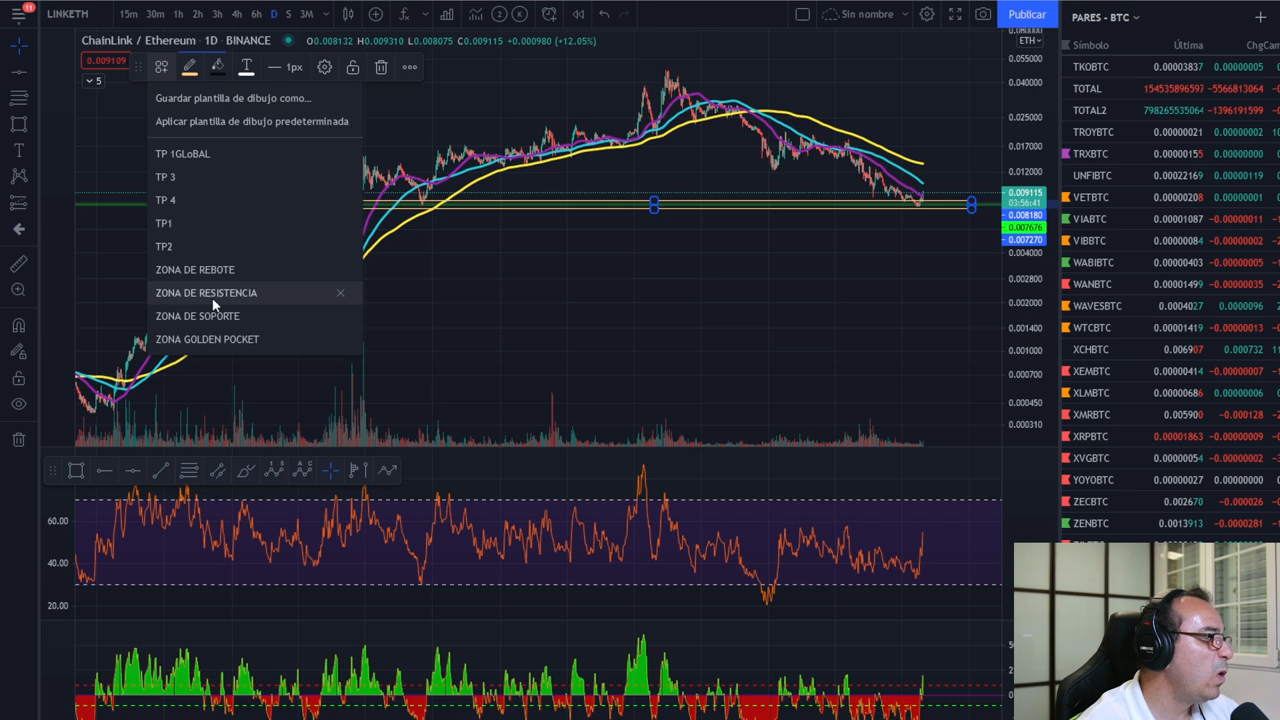 11
LINKETH
15m 30m 1h 2h 3h 4h 6h D S 3M
2 K
Sin nombre
Publicar
PARES - BTC
ChainLink / Ethereum · 1D · BINANCE
O0.008132 H0.009310 L0.008075 C0.009115 +0.000980 (+12.05%)
ETH
0.009109
1px
5
Guardar plantilla de dibujo como...
Aplicar plantilla de dibujo predeterminada
TP 1GLoBAL
TP 3
TP 4
TP1
TP2
ZONA DE REBOTE
ZONA DE RESISTENCIA
ZONA DE SOPORTE
ZONA GOLDEN POCKET
0.055000
0.040000
0.025000
0.017000
0.012000
0.009115
03:56:41
0.008180
0.007676
0.007270
0.004000
0.002800
0.002000
0.001400
0.001000
0.000700
0.000450
0.000310
60.00
40.00
20.00
Símbolo Última ChgCam
TKOBTC 0.00003837 0.00000005
TOTAL 154535896597 -5566813064
TOTAL2 798265535064 -1396191599
TROYBTC 0.00000021 0.00000002
TRXBTC 0.00000155 0.00000000
UNFIBTC 0.00022169 0.00000119
VETBTC 0.00000208 0.00000001
VIABTC 0.00001087 -0.00000001
VIBBTC 0.00000084 -0.00000002
WABIBTC 0.00000403 -0.00000005
WANBTC 0.00001499 -0.00000035
WAVESBTC 0.0004027 0.0000096
WTCBTC 0.00001419 -0.00000013
XCHBTC 0.006907 0.000732
XEMBTC 0.00000414 -0.00000007
XLMBTC 0.00000686 0.00000006
XMRBTC 0.005900 -0.000128
XRPBTC 0.00001863 -0.00000009
XVGBTC 0.00000054 -0.00000002
YOYOBTC 0.00000027 0.00000000
ZECBTC 0.002670 -0.000026
ZENBTC 0.0013913 -0.0000281